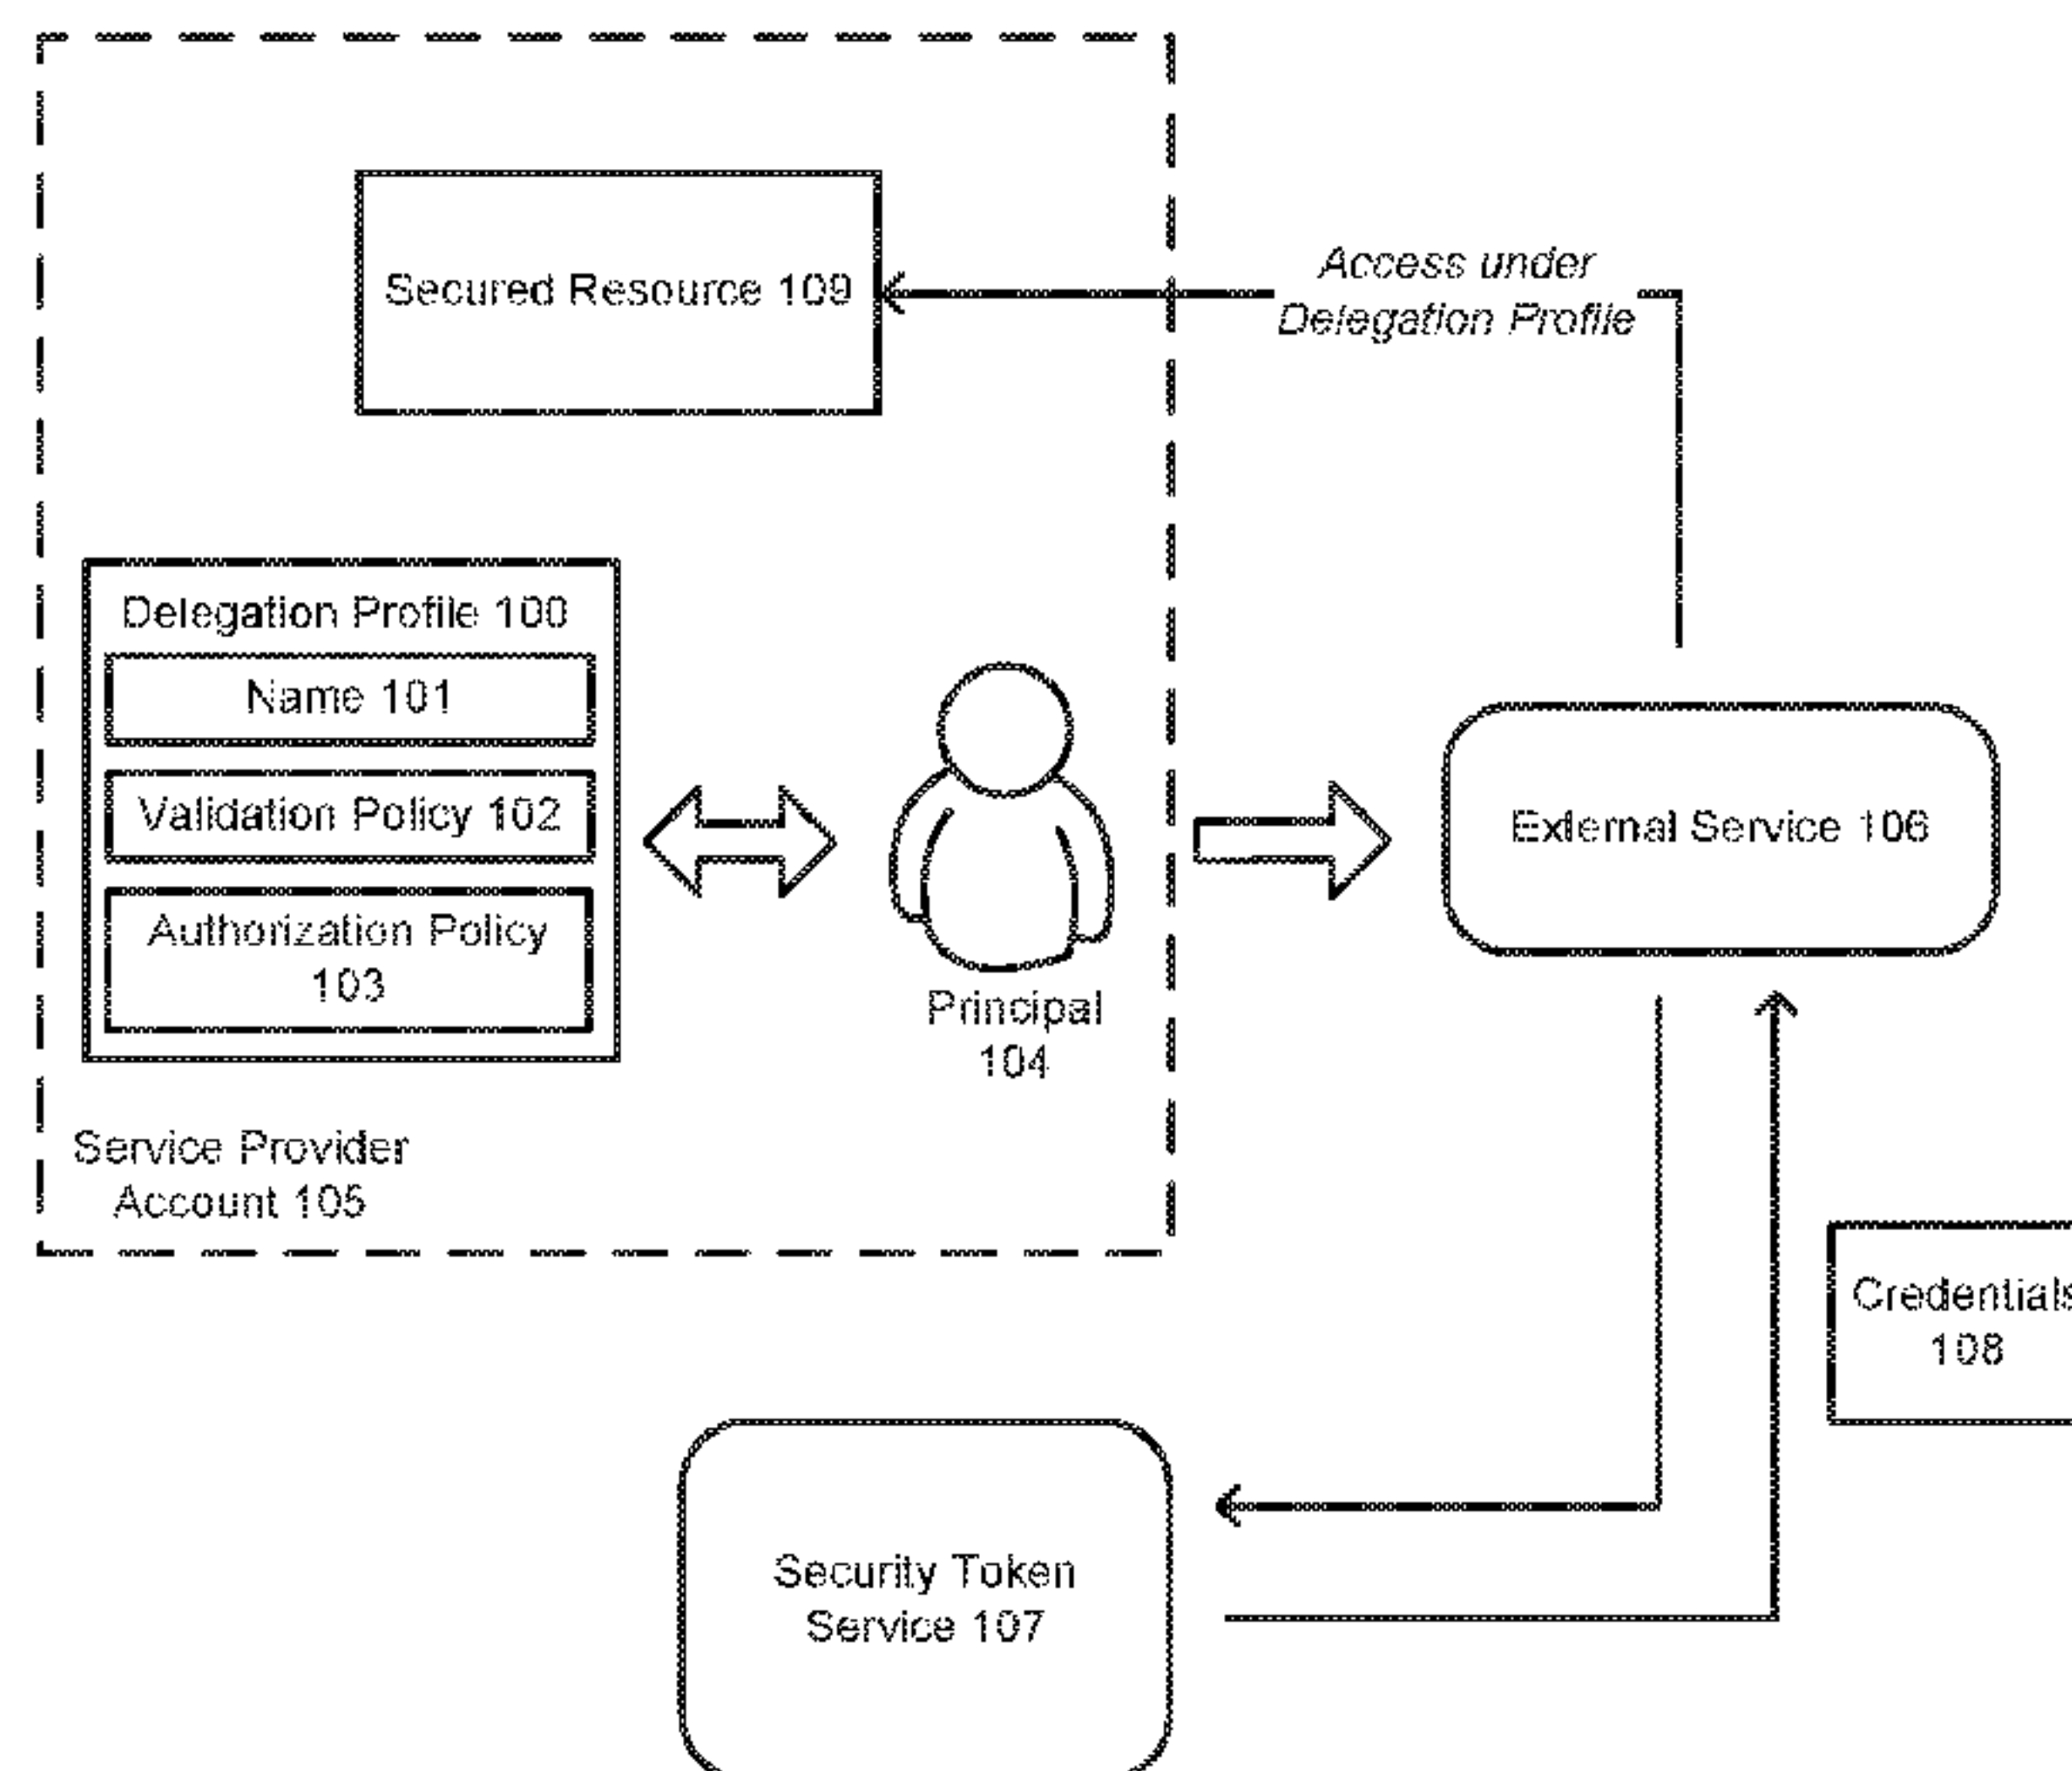 Secured Resource 109
Access under
Delegation Profile
Delegation Profile 100
Name 101
Validation Policy 102
Authorization Policy
103
Principal
104
External Service 106
Service Provider
Account 105
Credentials
108
Security Token
Service 107